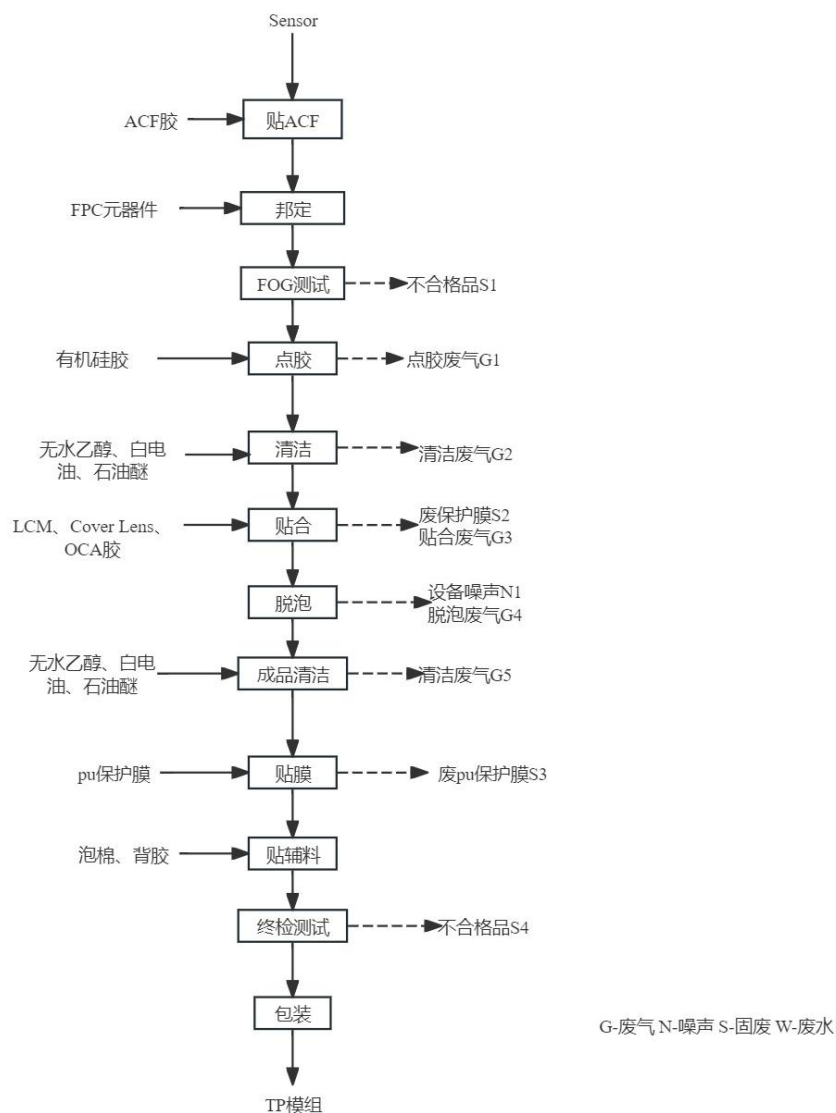 Sensor
ACF胶
贴ACF
FPC元器件
邦定
FOG测试
不合格品S1
有机硅胶
点胶
点胶废气G1
无水乙醇、白电
油、石油醚
清洁
清洁废气G2
LCM、Cover Lens、
OCA胶
贴合
废保护膜S2
贴合废气G3
脱泡
设备噪声N1
脱泡废气G4
无水乙醇、白电
油、石油醚
成品清洁
清洁废气G5
pu保护膜
贴膜
废pu保护膜S3
泡棉、背胶
贴辅料
终检测试
不合格品S4
包装
G-废气 N-噪声 S-固废 W-废水
TP模组